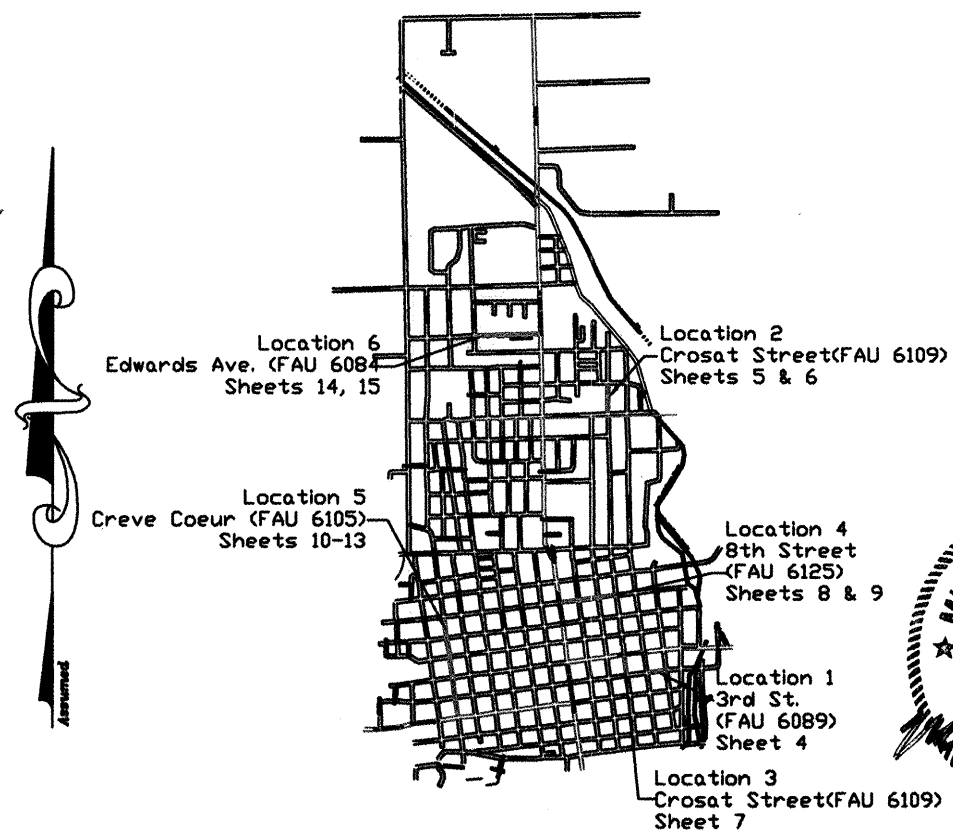 Location 6
Edwards Ave. (FAU 6084
Sheets 14, 15
Location 2
Crosat Street(FAU 6109)
Sheets 5 & 6
Location 5
Creve Coeur (FAU 6105)
Sheets 10-13
Location 4
8th Street
(FAU 6125)
Sheets 8 & 9
Assumed
Location 1
3rd St.
(FAU 6089)
Sheet 4
Location 3
Crosat Street(FAU 6109)
Sheet 7